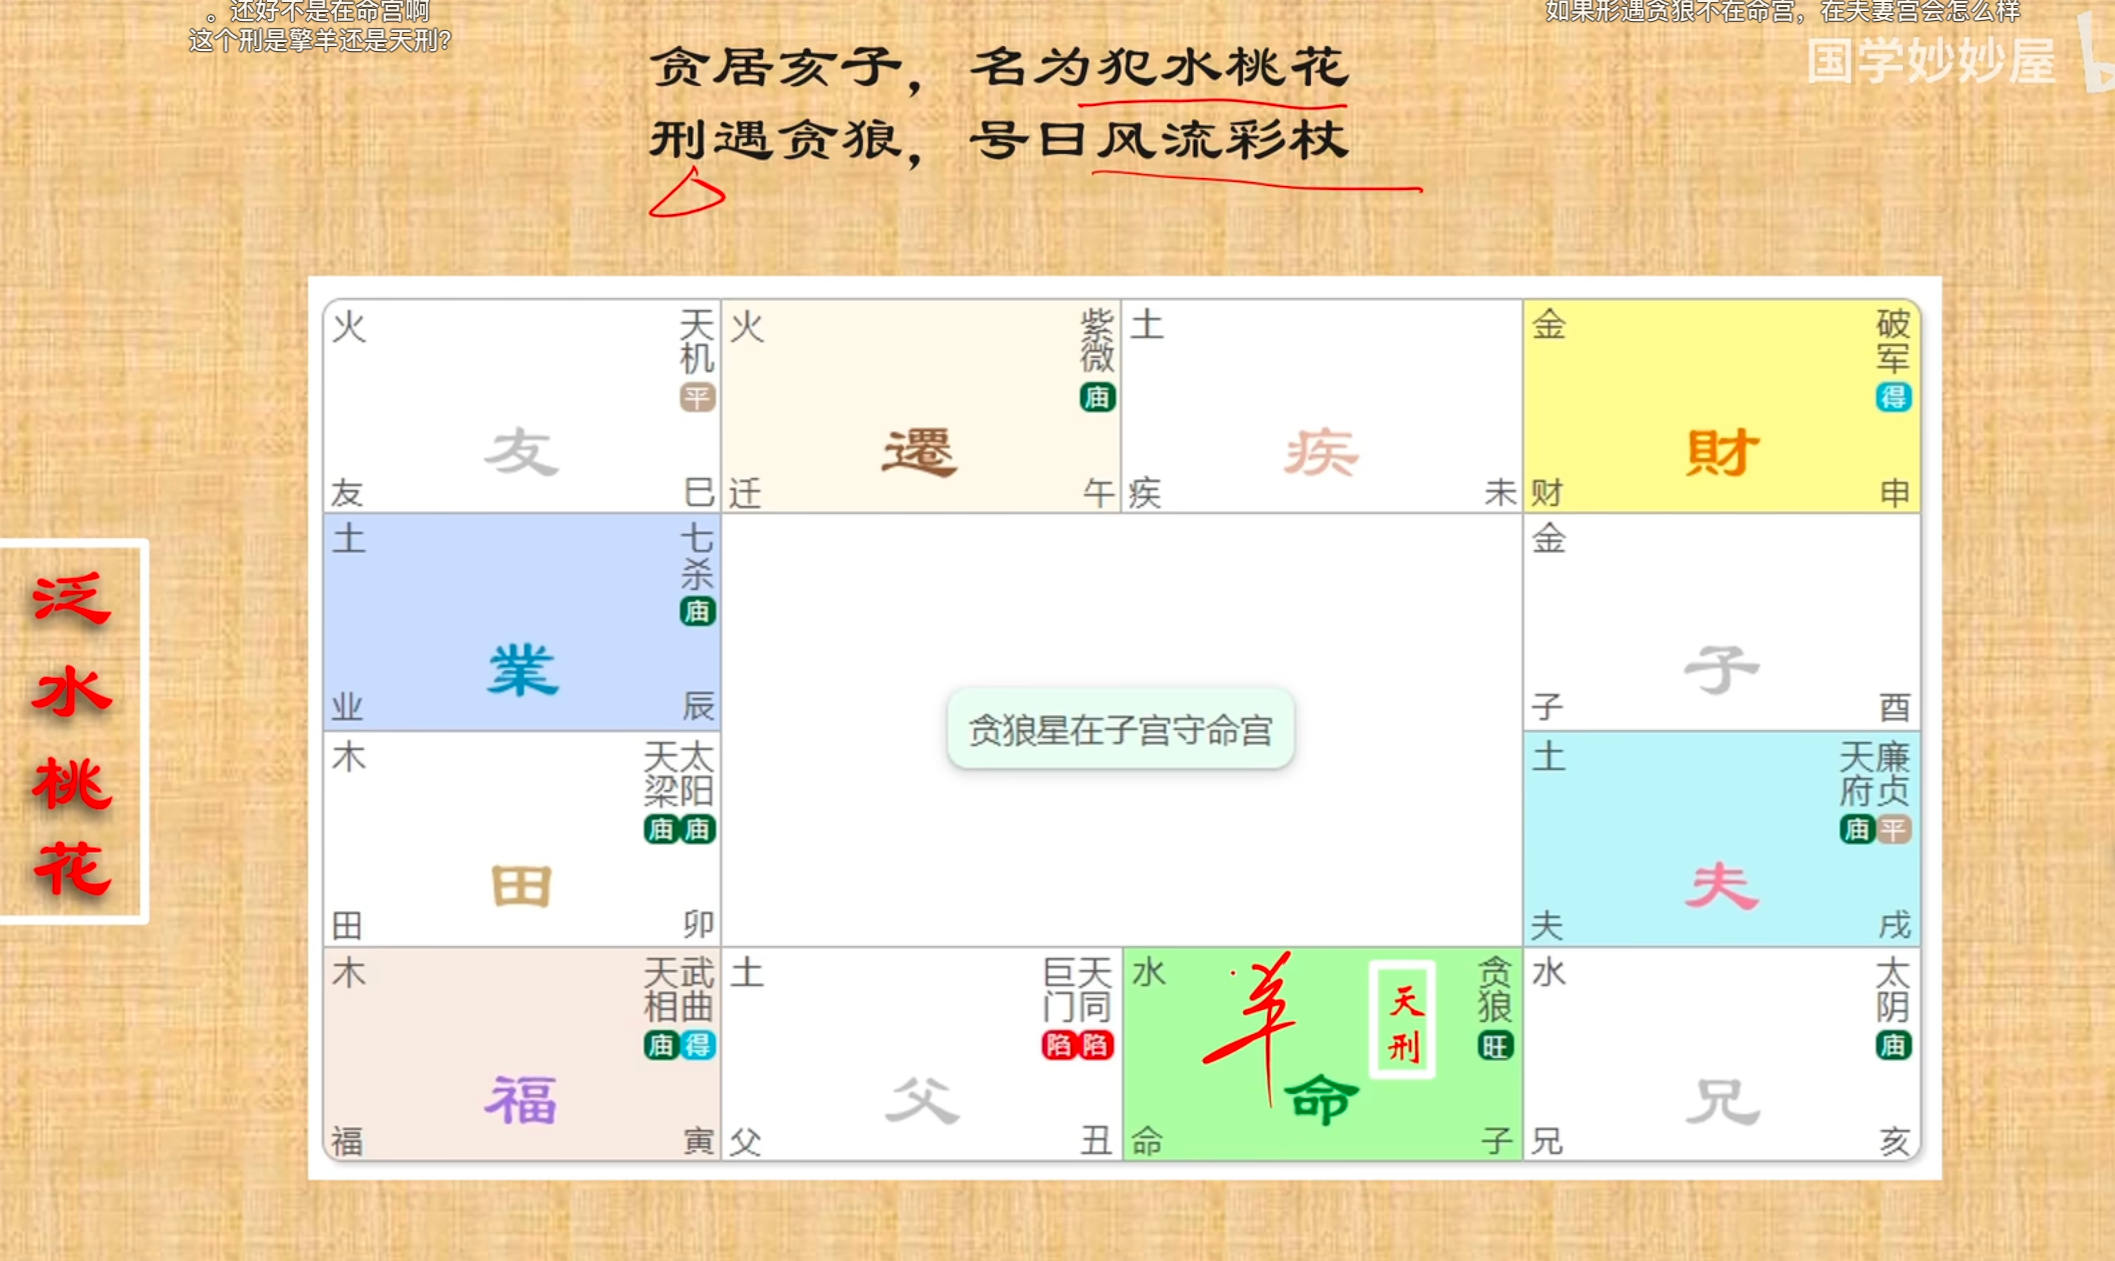 。还好不是在命宫啊
如果形遇贪狼不在命宫，在夫妻宫会怎么样
这个刑是擎羊还是天刑?
国学妙妙屋
贪居亥子，名为犯水桃花
刑遇贪狼，号日风流彩杖
泛水桃花
火
天机
平
友
友
巳
火
紫微
庙
遷
迁
午
土
疾
疾
未
金
破军
得
財
财
申
土
七杀
庙
業
业
辰
金
子
子
酉
木
天梁
太阳
庙
庙
田
田
卯
贪狼星在子宫守命宫
土
天府
廉贞
庙
平
夫
夫
戌
木
天相
武曲
庙
得
福
福
寅
土
巨门
天同
陷
陷
父
父
丑
水
羊
天刑
贪狼
旺
命
命
子
水
太阴
庙
兄
兄
亥